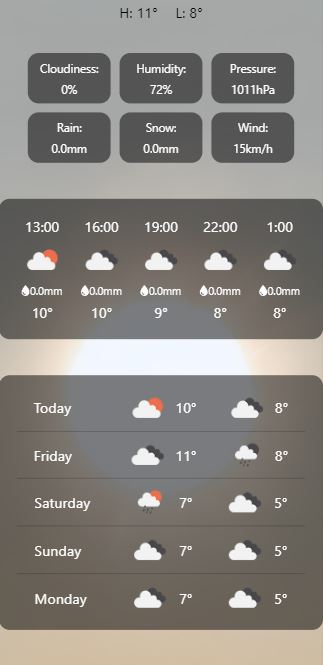 H: 11° L: 8°
Cloudiness: Humidity: Pressure:
0% 72% 1011hPa
Rain: Snow: Wind:
0.0mm 0.0mm 15km/h
13:00 16:00 19:00 22:00 1:00
0.0mm 0.0mm 0.0mm 0.0mm 0.0mm
10° 10° 9° 8° 8°
Today 10° 8°
Friday 11° 8°
Saturday 7° 5°
Sunday 7° 5°
Monday 7° 5°